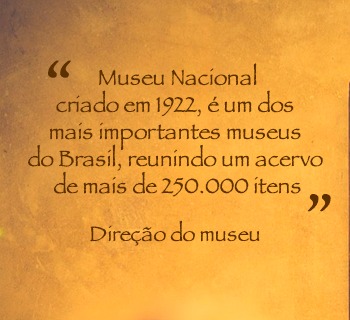 “ Museu Nacional
criado em 1922, é um dos
mais importantes museus
do Brasil, reunindo um acervo
de mais de 250.000 itens ”
Direção do museu